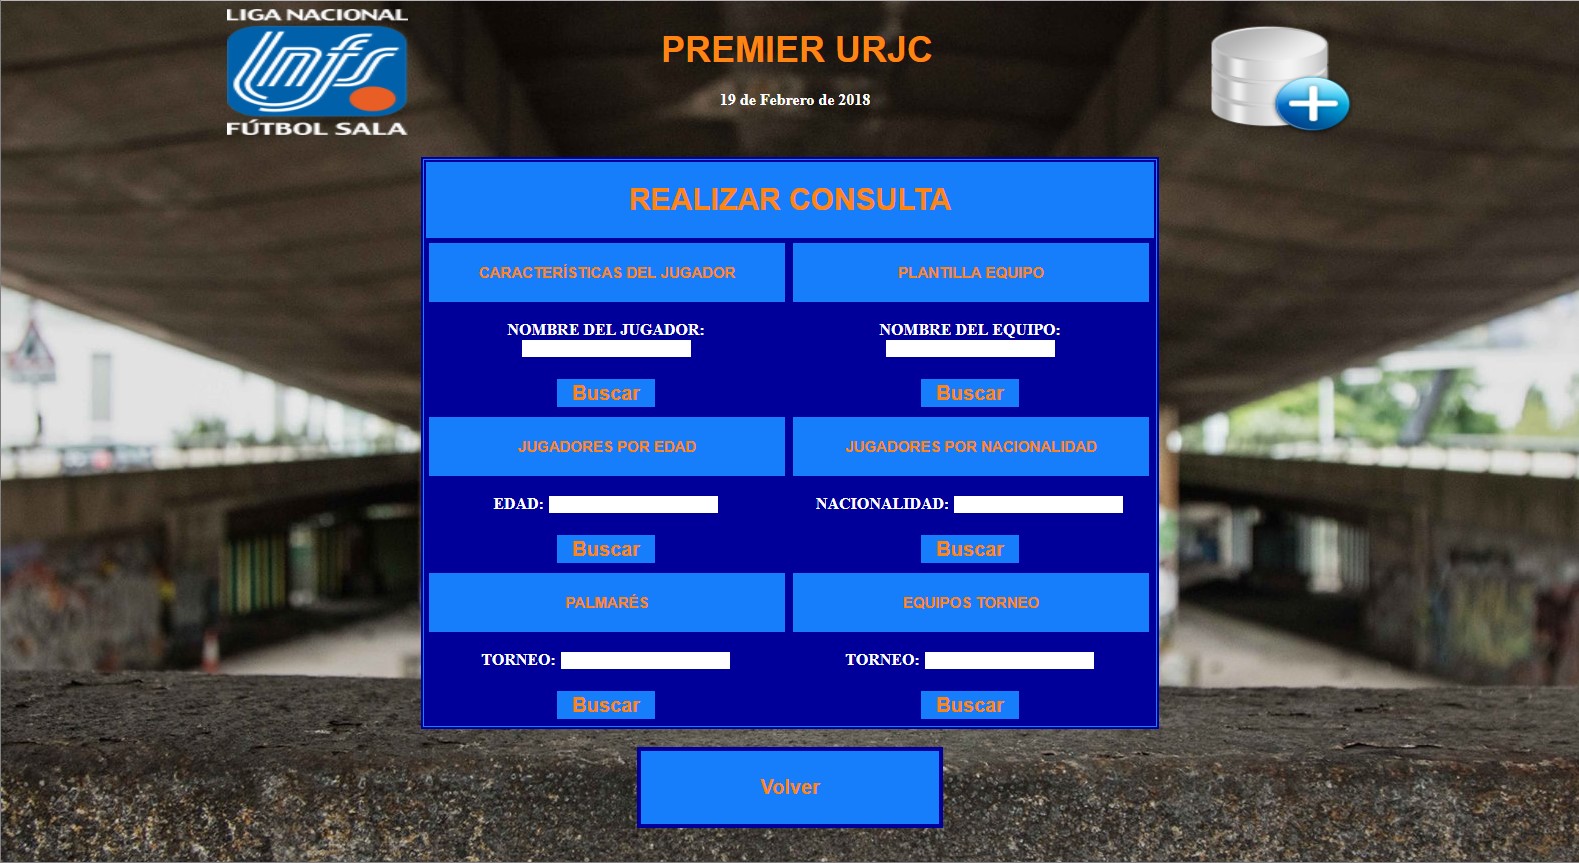 LIGA NACIONAL
lnfs
FÚTBOL SALA
PREMIER URJC
19 de Febrero de 2018
REALIZAR CONSULTA
CARACTERÍSTICAS DEL JUGADOR
PLANTILLA EQUIPO
NOMBRE DEL JUGADOR:
NOMBRE DEL EQUIPO:
Buscar
Buscar
JUGADORES POR EDAD
JUGADORES POR NACIONALIDAD
EDAD:
NACIONALIDAD:
Buscar
Buscar
PALMARÉS
EQUIPOS TORNEO
TORNEO:
TORNEO:
Buscar
Buscar
Volver